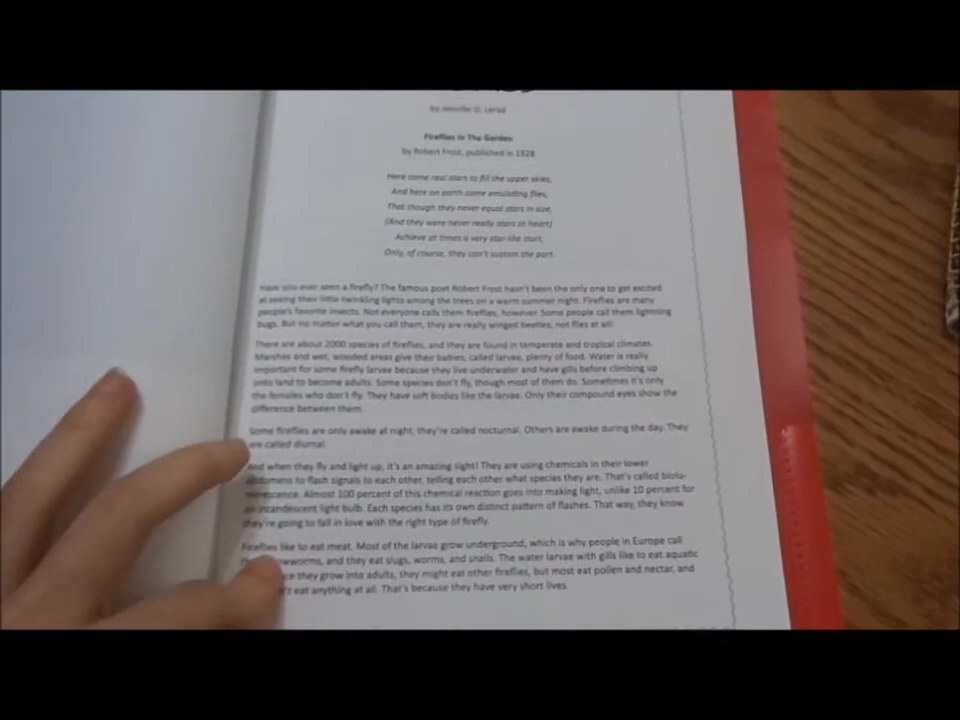 by Jennifer D. Lerud
Fireflies In The Garden
by Robert Frost, published in 1928
Here come real stars to fill the upper skies,
And here on earth come emulating flies,
That though they never equal stars in size,
(And they were never really stars at heart)
Achieve at times a very star-like start.
Only, of course, they can't sustain the part.
Have you ever seen a firefly? The famous poet Robert Frost hasn't been the only one to get excited
at seeing their little twinkling lights among the trees on a warm summer night. Fireflies are many
people's favorite insects. Not everyone calls them fireflies, however. Some people call them lightning
bugs. But no matter what you call them, they are really winged beetles, not flies at all!
There are about 2000 species of fireflies, and they are found in temperate and tropical climates.
Marshes and wet, wooded areas give their babies, called larvae, plenty of food. Water is really
important for some firefly larvae because they live underwater and have gills before climbing up
onto land to become adults. Some species don't fly, though most of them do. Sometimes it's only
the females who don't fly. They have soft bodies like the larvae. Only their compound eyes show the
difference between them.
Some fireflies are only awake at night, they're called nocturnal. Others are awake during the day. They
are called diurnal.
And when they fly and light up, it's an amazing sight! They are using chemicals in their lower
abdomens to flash signals to each other, telling each other what species they are. That's called biolu-
minescence. Almost 100 percent of this chemical reaction goes into making light, unlike 10 percent for
an incandescent light bulb. Each species has its own distinct pattern of flashes. That way, they know
they're going to fall in love with the right type of firefly.
Fireflies like to eat meat. Most of the larvae grow underground, which is why people in Europe call
and they eat slugs, worms, and snails. The water larvae with gills like to eat aquatic
they grow into adults, they might eat other fireflies, but most eat pollen and nectar, and
eat anything at all. That's because they have very short lives.